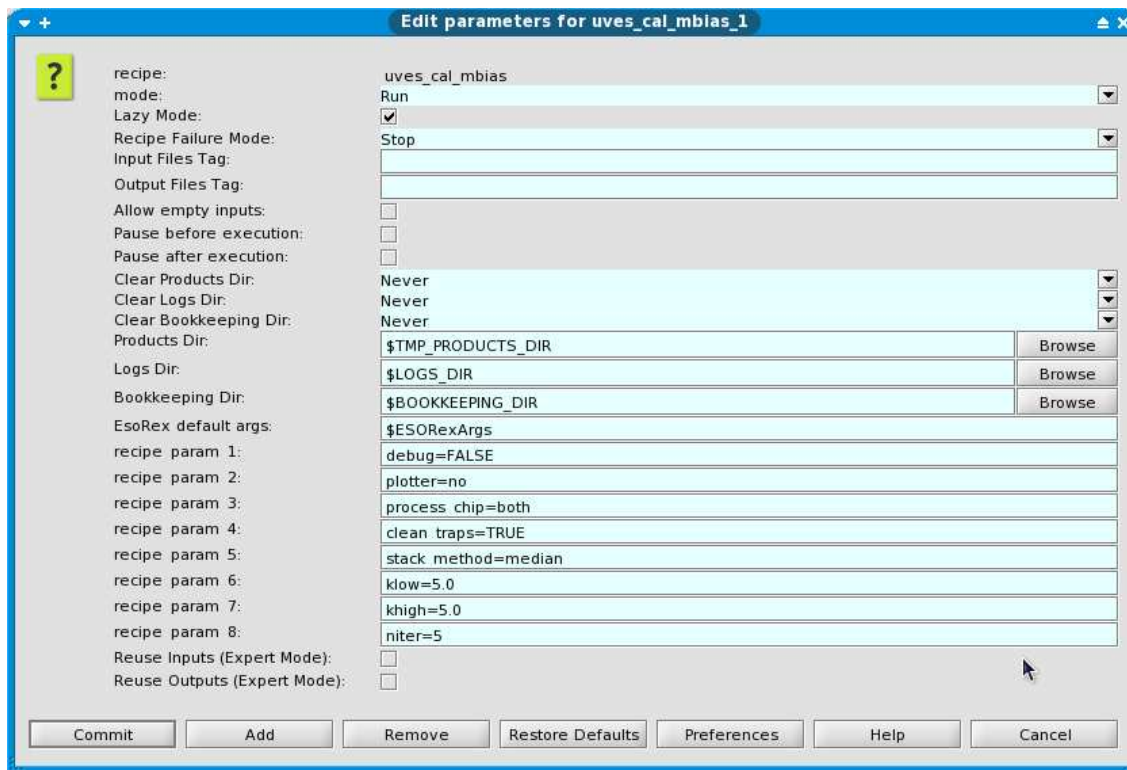 Edit parameters for uves_cal_mbias_1
?
recipe: uves_cal_mbias
mode: Run
Lazy Mode:
Recipe Failure Mode: Stop
Input Files Tag:
Output Files Tag:
Allow empty inputs:
Pause before execution:
Pause after execution:
Clear Products Dir: Never
Clear Logs Dir: Never
Clear Bookkeeping Dir: Never
Products Dir: $TMP_PRODUCTS_DIR Browse
Logs Dir: $LOGS_DIR Browse
Bookkeeping Dir: $BOOKKEEPING_DIR Browse
EsoRex default args: $ESORexArgs
recipe param 1: debug=FALSE
recipe param 2: plotter=no
recipe param 3: process_chip=both
recipe param 4: clean_traps=TRUE
recipe param 5: stack_method=median
recipe param 6: klow=5.0
recipe param 7: khigh=5.0
recipe param 8: niter=5
Reuse Inputs (Expert Mode):
Reuse Outputs (Expert Mode):
Commit Add Remove Restore Defaults Preferences Help Cancel